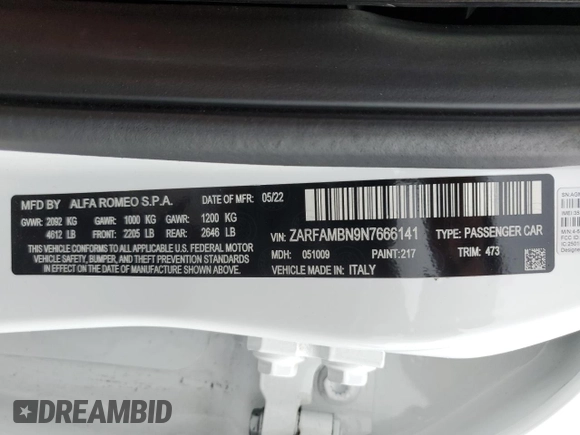 MFD BY ALFA ROMEO S.P.A. DATE OF MFR: 05/22
GVWR: 2092 KG GAWR: 1000 KG GAWR: 1200 KG
4612 LB FRONT: 2205 LB REAR: 2646 LB
THIS VEHICLE CONFORMS TO ALL
APPLICABLE U.S. FEDERAL MOTOR
VEHICLE SAFETY, BUMPER, AND THEFT PREVENTION STANDARDS
IN EFFECT ON THE DATE OF MANUFACTURE SHOWN ABOVE.
VIN: ZARFAMBN9N7666141 TYPE: PASSENGER CAR
MDH: 051009 PAINT: 217 TRIM: 473
MADE IN: ITALY
DREAMBID